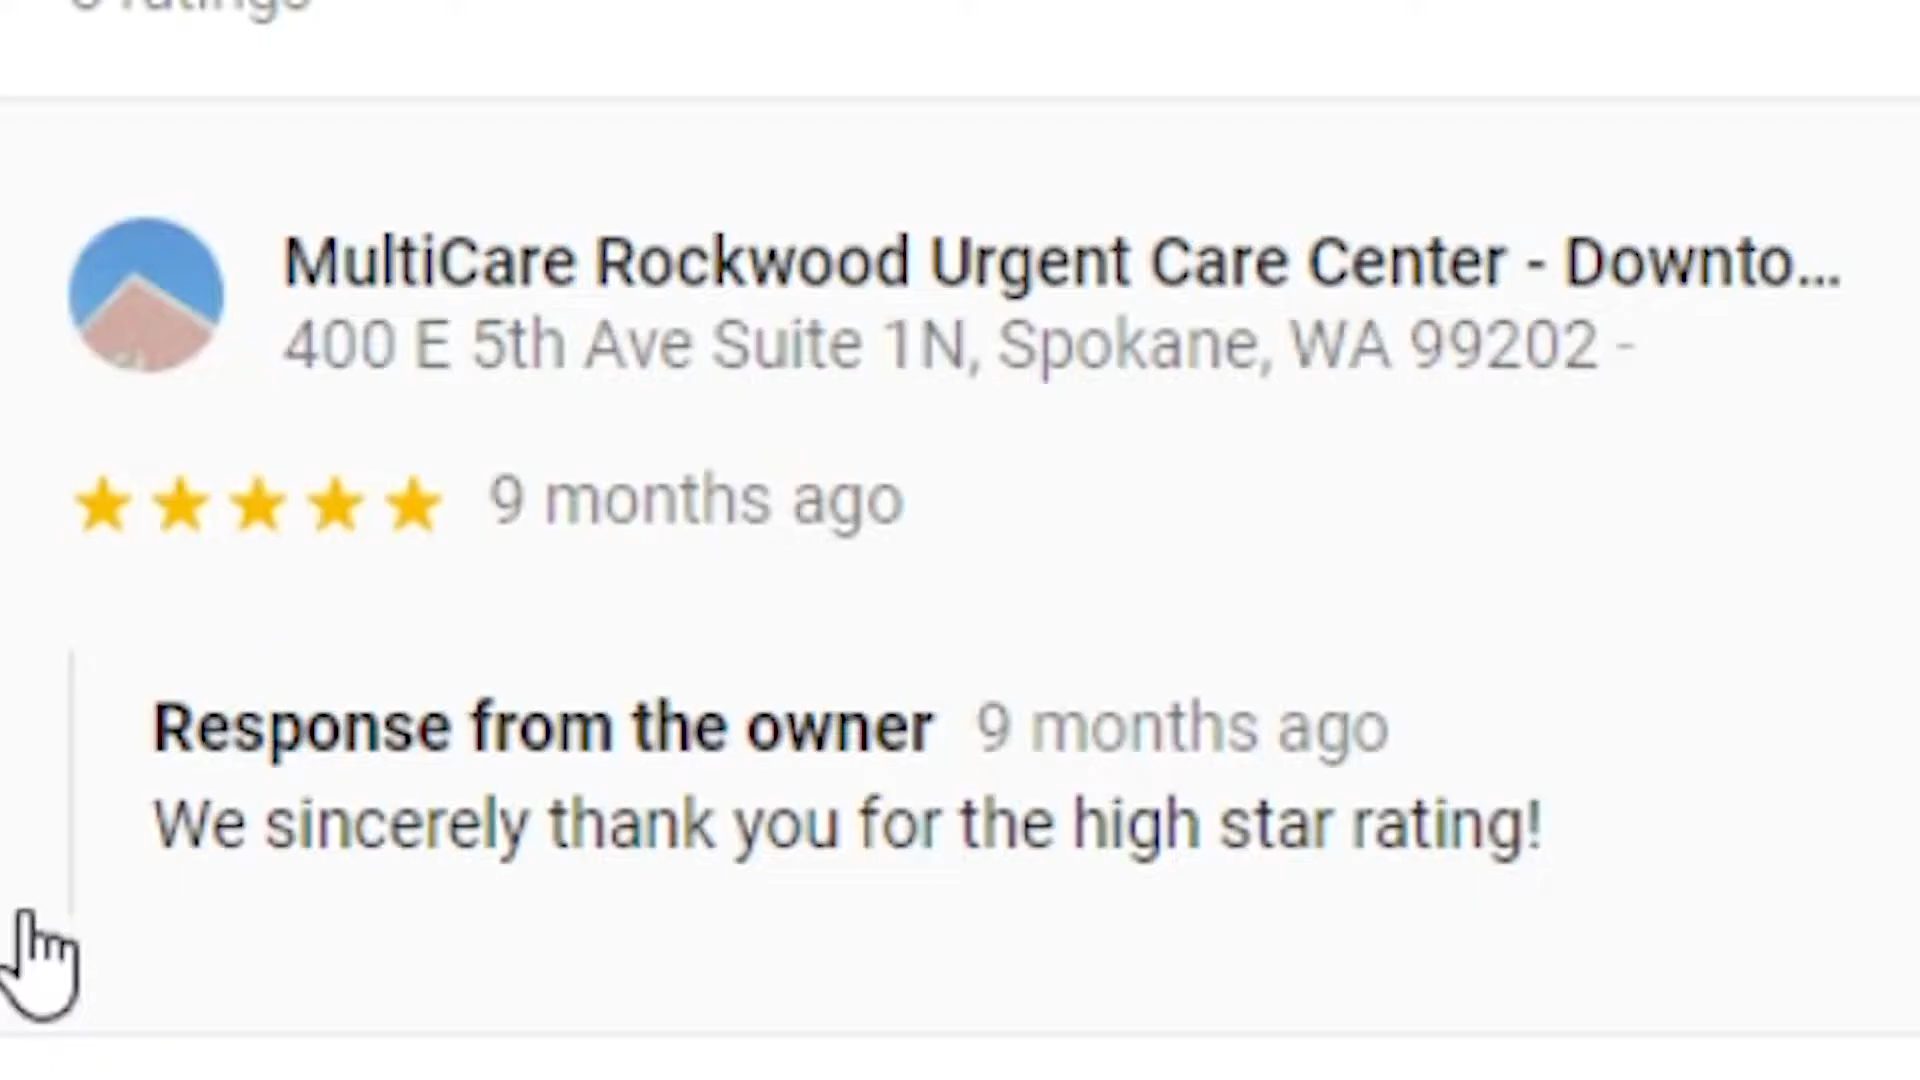 ratings
MultiCare Rockwood Urgent Care Center - Downto...
400 E 5th Ave Suite 1N, Spokane, WA 99202 -
9 months ago
Response from the owner 9 months ago
We sincerely thank you for the high star rating!